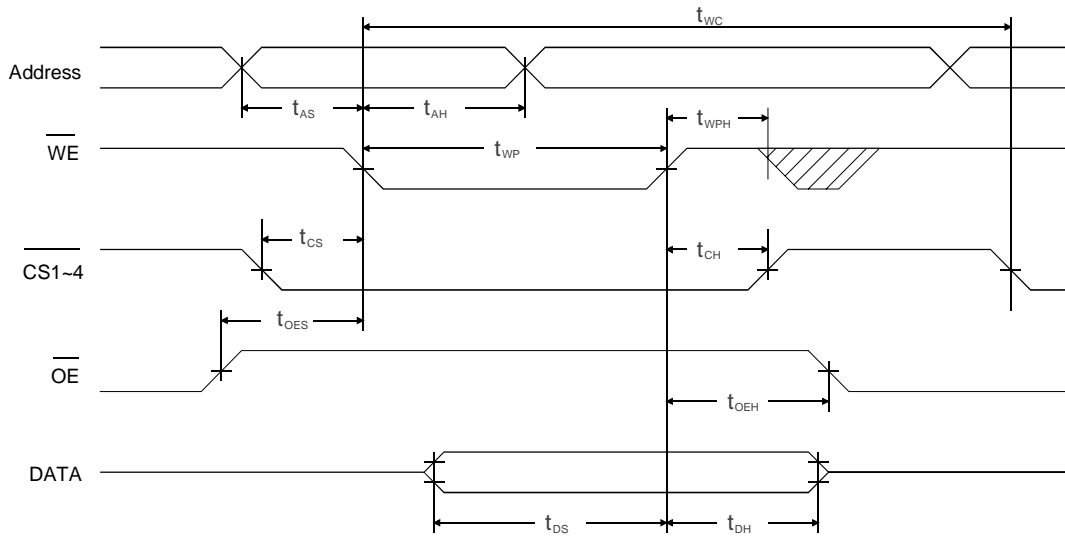 tWC
Address
tAS
tAH
tWPH
WE
tWP
tCS
tCH
CS1~4
tOES
OE
tOEH
DATA
tDS
tDH